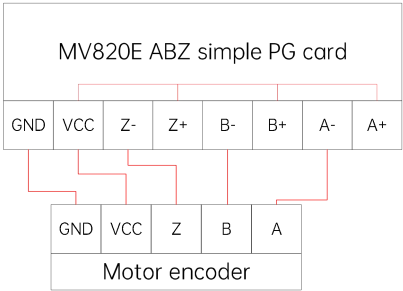 MV820E ABZ simple PG card
GND VCC Z- Z+ B- B+ A- A+
GND VCC Z B A
Motor encoder